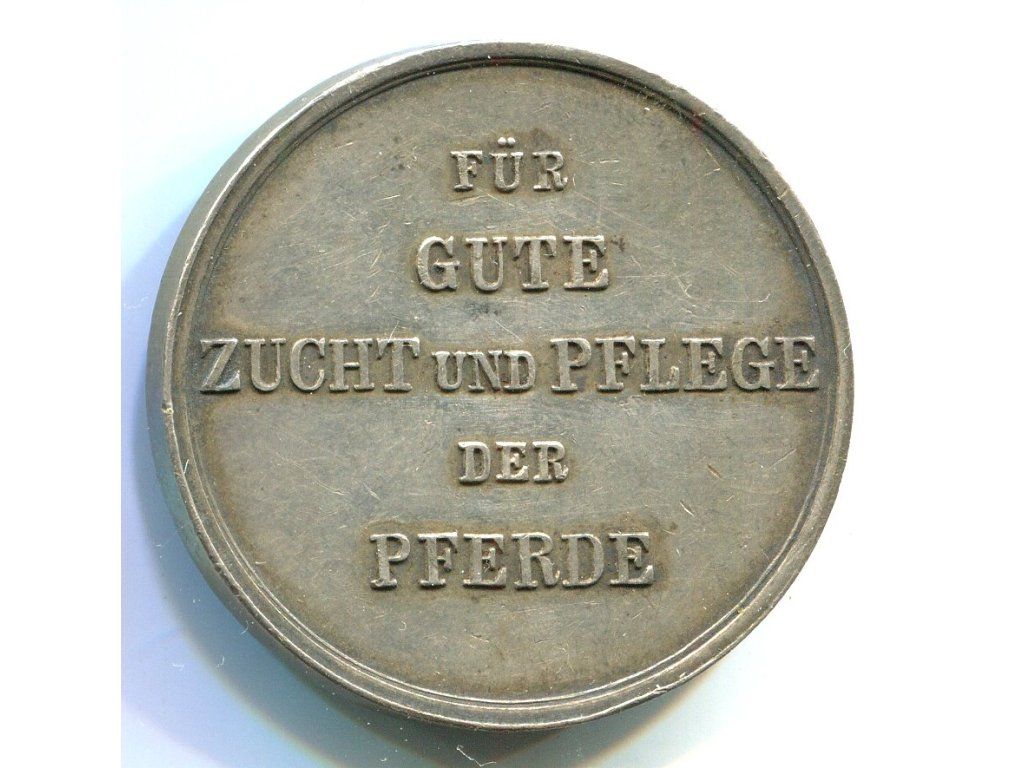 FÜR
GUTE
ZUCHT UND PFLEGE
DER
PFERDE